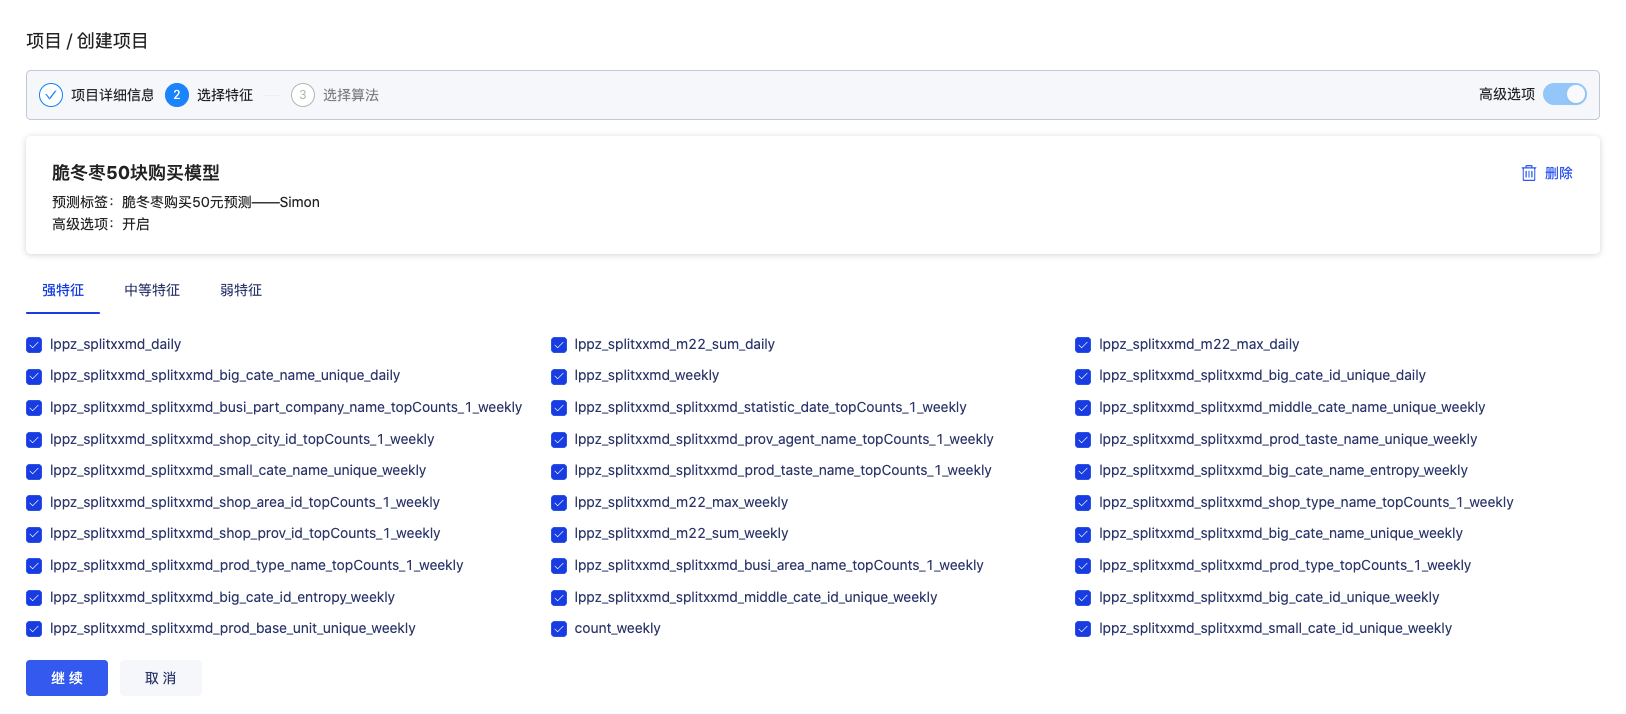 项目 / 创建项目
项目详细信息 2 选择特征 3 选择算法 高级选项
脆冬枣50块购买模型 删除
预测标签：脆冬枣购买50元预测——Simon
高级选项：开启
强特征 中等特征 弱特征
lppz_splitxxmd_daily lppz_splitxxmd_m22_sum_daily lppz_splitxxmd_m22_max_daily
lppz_splitxxmd_splitxxmd_big_cate_name_unique_daily lppz_splitxxmd_weekly lppz_splitxxmd_splitxxmd_big_cate_id_unique_daily
lppz_splitxxmd_splitxxmd_busi_part_company_name_topCounts_1_weekly lppz_splitxxmd_splitxxmd_statistic_date_topCounts_1_weekly lppz_splitxxmd_splitxxmd_middle_cate_name_unique_weekly
lppz_splitxxmd_splitxxmd_shop_city_id_topCounts_1_weekly lppz_splitxxmd_splitxxmd_prov_agent_name_topCounts_1_weekly lppz_splitxxmd_splitxxmd_prod_taste_name_unique_weekly
lppz_splitxxmd_splitxxmd_small_cate_name_unique_weekly lppz_splitxxmd_splitxxmd_prod_taste_name_topCounts_1_weekly lppz_splitxxmd_splitxxmd_big_cate_name_entropy_weekly
lppz_splitxxmd_splitxxmd_shop_area_id_topCounts_1_weekly lppz_splitxxmd_m22_max_weekly lppz_splitxxmd_splitxxmd_shop_type_name_topCounts_1_weekly
lppz_splitxxmd_splitxxmd_shop_prov_id_topCounts_1_weekly lppz_splitxxmd_m22_sum_weekly lppz_splitxxmd_splitxxmd_big_cate_name_unique_weekly
lppz_splitxxmd_splitxxmd_prod_type_name_topCounts_1_weekly lppz_splitxxmd_splitxxmd_busi_area_name_topCounts_1_weekly lppz_splitxxmd_splitxxmd_prod_type_topCounts_1_weekly
lppz_splitxxmd_splitxxmd_big_cate_id_entropy_weekly lppz_splitxxmd_splitxxmd_middle_cate_id_unique_weekly lppz_splitxxmd_splitxxmd_big_cate_id_unique_weekly
lppz_splitxxmd_splitxxmd_prod_base_unit_unique_weekly count_weekly lppz_splitxxmd_splitxxmd_small_cate_id_unique_weekly
继 续 取 消